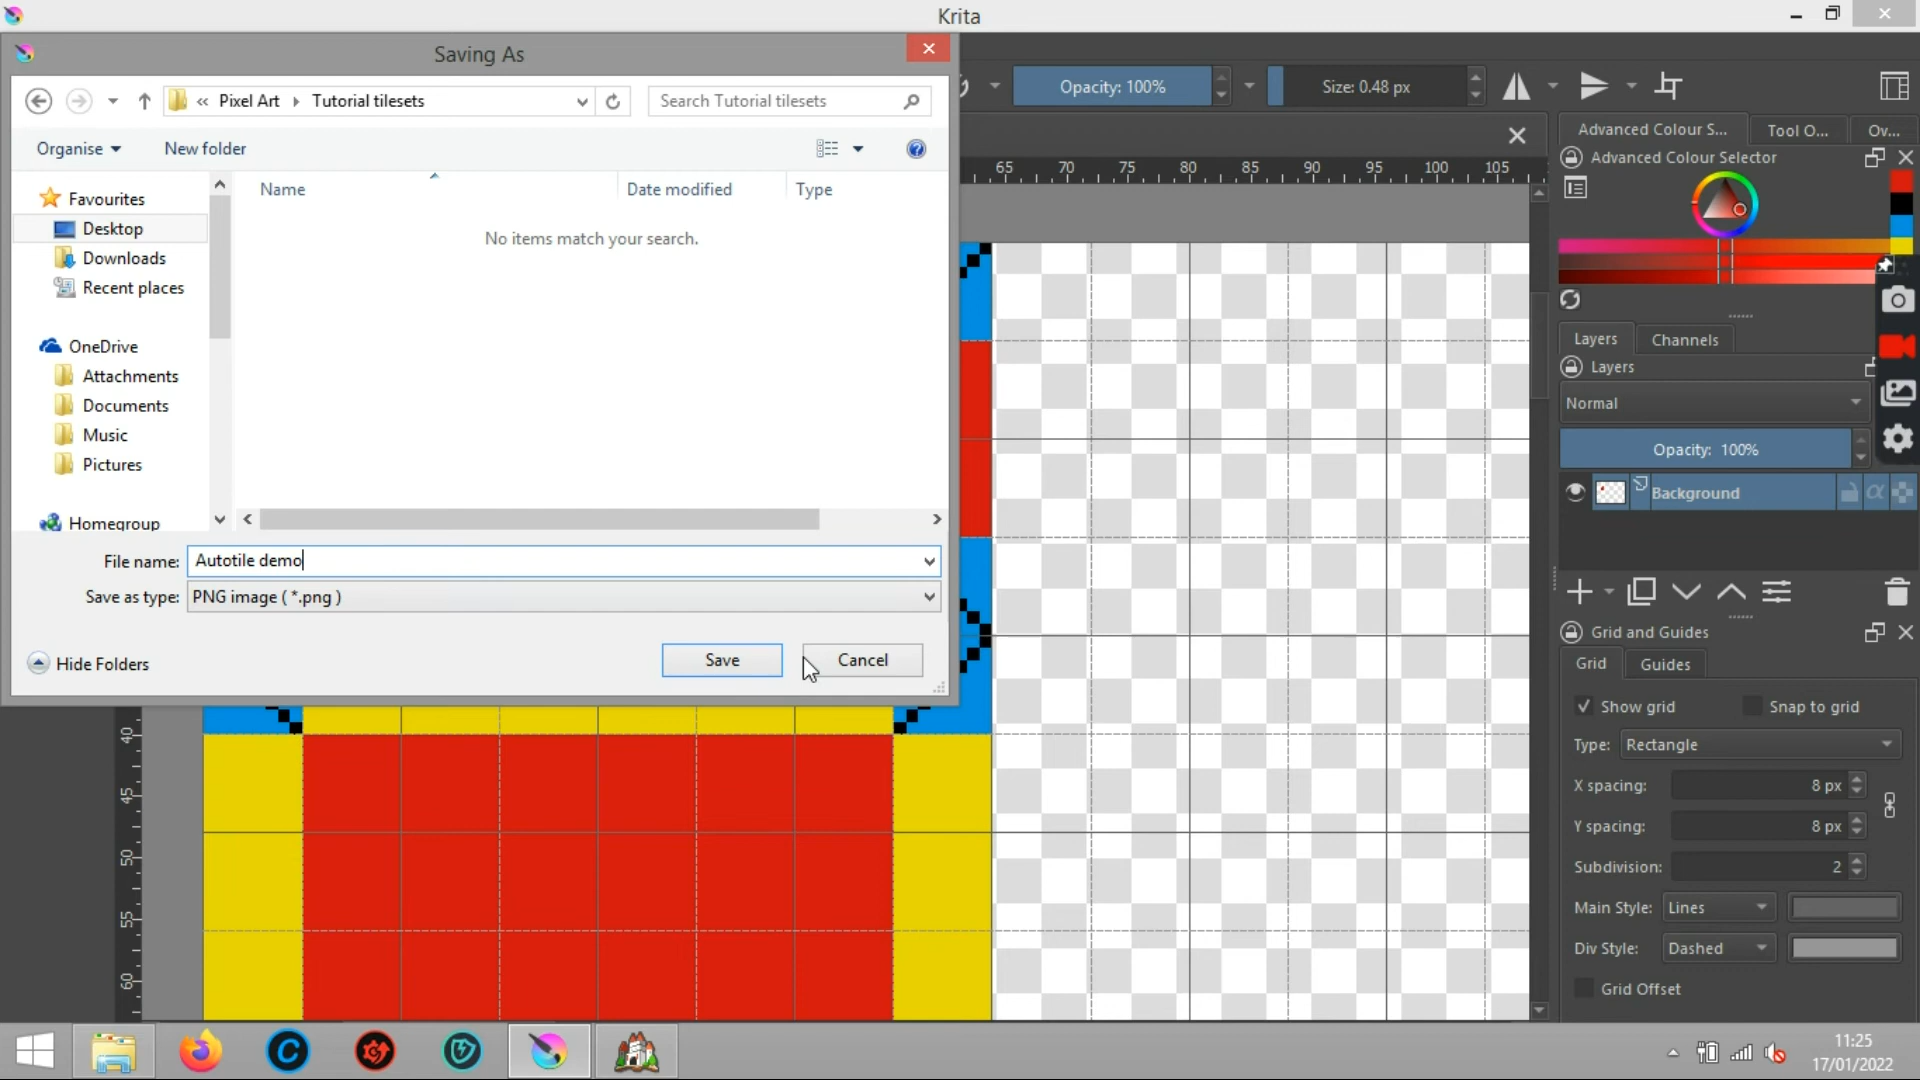 Krita
Saving As
« Pixel Art Tutorial tilesets
Search Tutorial tilesets
Organise
New folder
Name
Date modified
Type
No items match your search.
Favourites
Desktop
Downloads
Recent places
OneDrive
Attachments
Documents
Music
Pictures
Homegroup
File name: Autotile demo
Save as type: PNG image ( *.png )
Hide Folders
Save
Cancel
Opacity: 100%
Size: 0.48 px
65 70 75 80 85 90 95 100 105
40
45
50
55
60
Advanced Colour S...
Tool O...
Ov...
Advanced Colour Selector
Layers
Channels
Layers
Normal
Opacity: 100%
Background
Grid and Guides
Grid
Guides
Show grid
Snap to grid
Type: Rectangle
X spacing: 8 px
Y spacing: 8 px
Subdivision: 2
Main Style: Lines
Div Style: Dashed
Grid Offset
11:25
17/01/2022